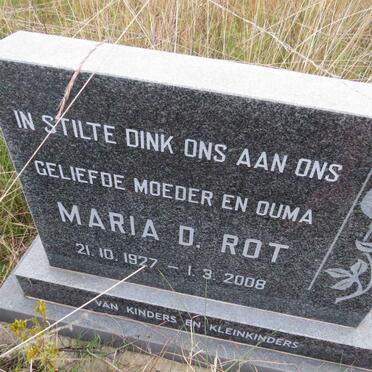 IN STILTE DINK ONS AAN ONS
GELIEFDE MOEDER EN OUMA
MARIA D. ROT
21. 10. 1927 – 1. 3. 2008
VAN KINDERS EN KLEINKINDERS